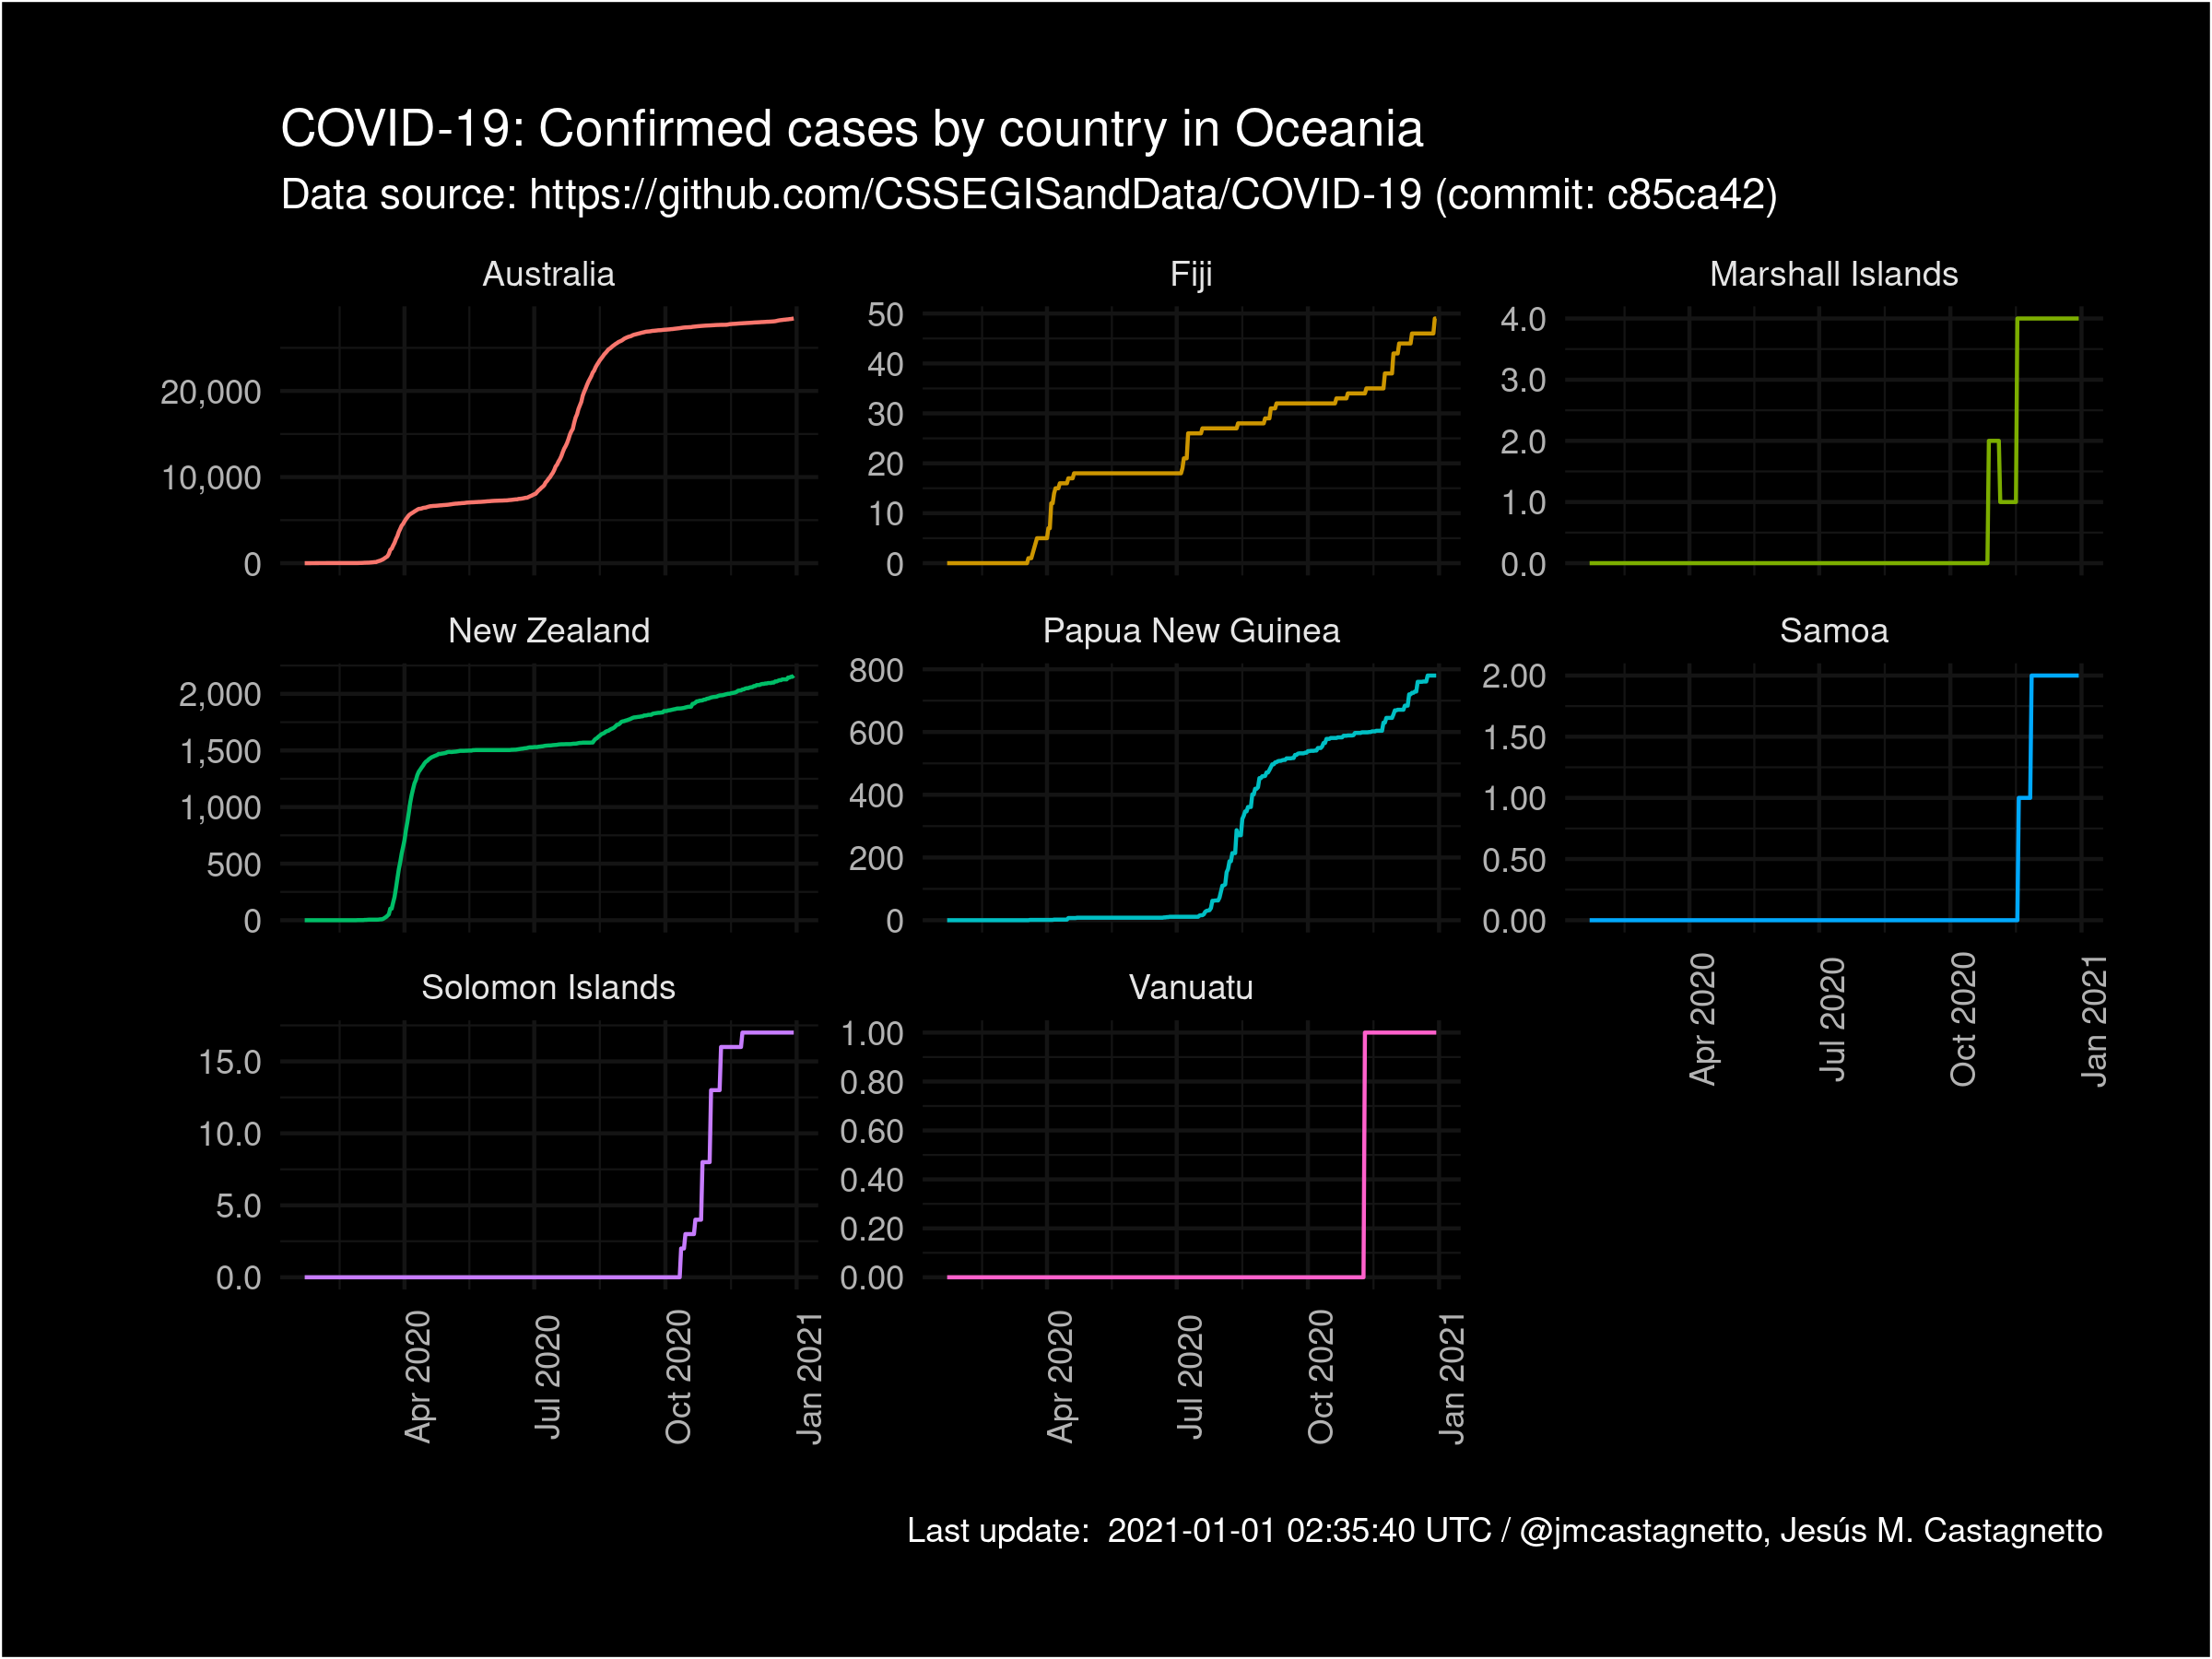 COVID-19: Confirmed cases by country in Oceania
Data source: https://github.com/CSSEGISandData/COVID-19 (commit: c85ca42)
Australia
20,000
10,000
0
Fiji
50
40
30
20
10
0
Marshall Islands
4.0
3.0
2.0
1.0
0.0
New Zealand
2,000
1,500
1,000
500
0
Papua New Guinea
800
600
400
200
0
Samoa
2.00
1.50
1.00
0.50
0.00
Apr 2020
Jul 2020
Oct 2020
Jan 2021
Solomon Islands
15.0
10.0
5.0
0.0
Apr 2020
Jul 2020
Oct 2020
Jan 2021
Vanuatu
1.00
0.80
0.60
0.40
0.20
0.00
Apr 2020
Jul 2020
Oct 2020
Jan 2021
Last update:  2021-01-01 02:35:40 UTC / @jmcastagnetto, Jesús M. Castagnetto